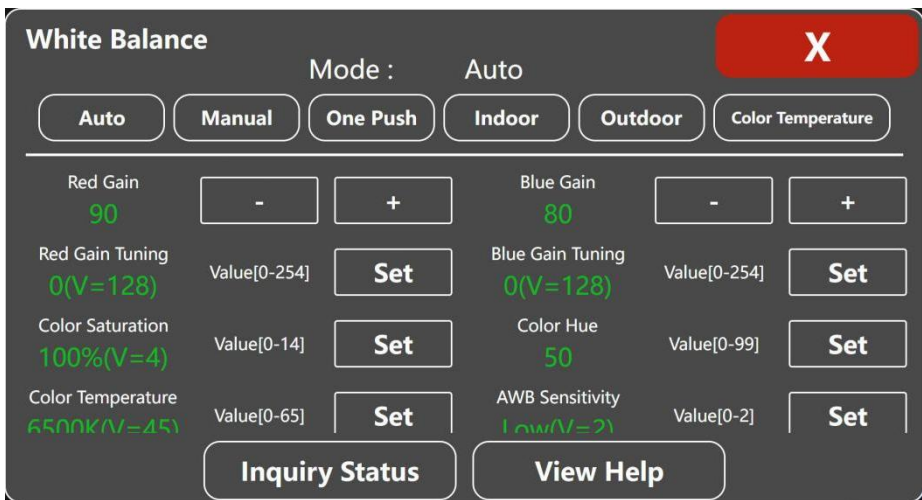 White Balance
X
Mode : Auto
Auto Manual One Push Indoor Outdoor Color Temperature
Red Gain
90
-
+
Blue Gain
80
-
+
Red Gain Tuning
0(V=128)
Value[0-254]
Set
Blue Gain Tuning
0(V=128)
Value[0-254]
Set
Color Saturation
100%(V=4)
Value[0-14]
Set
Color Hue
50
Value[0-99]
Set
Color Temperature
6500K(V=45)
Value[0-65]
Set
AWB Sensitivity
Low(V=2)
Value[0-2]
Set
Inquiry Status
View Help